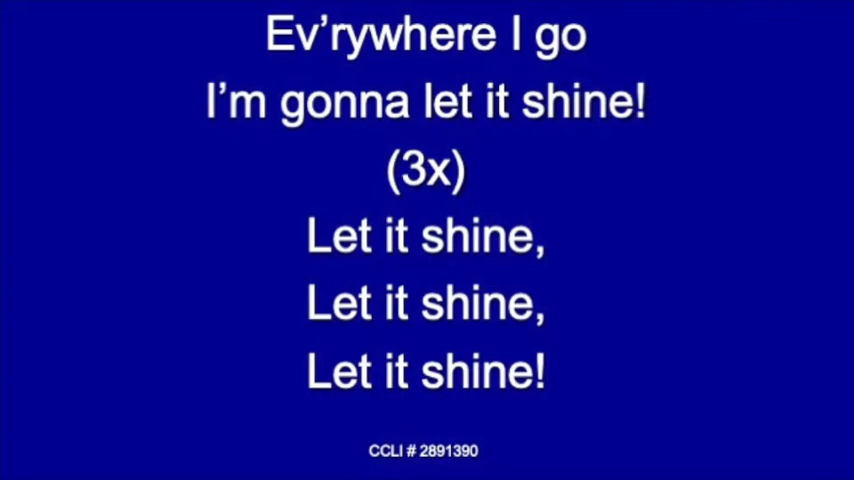 Ev’rywhere I go
I’m gonna let it shine!
(3x)
Let it shine,
Let it shine,
Let it shine!
CCLI # 2891390